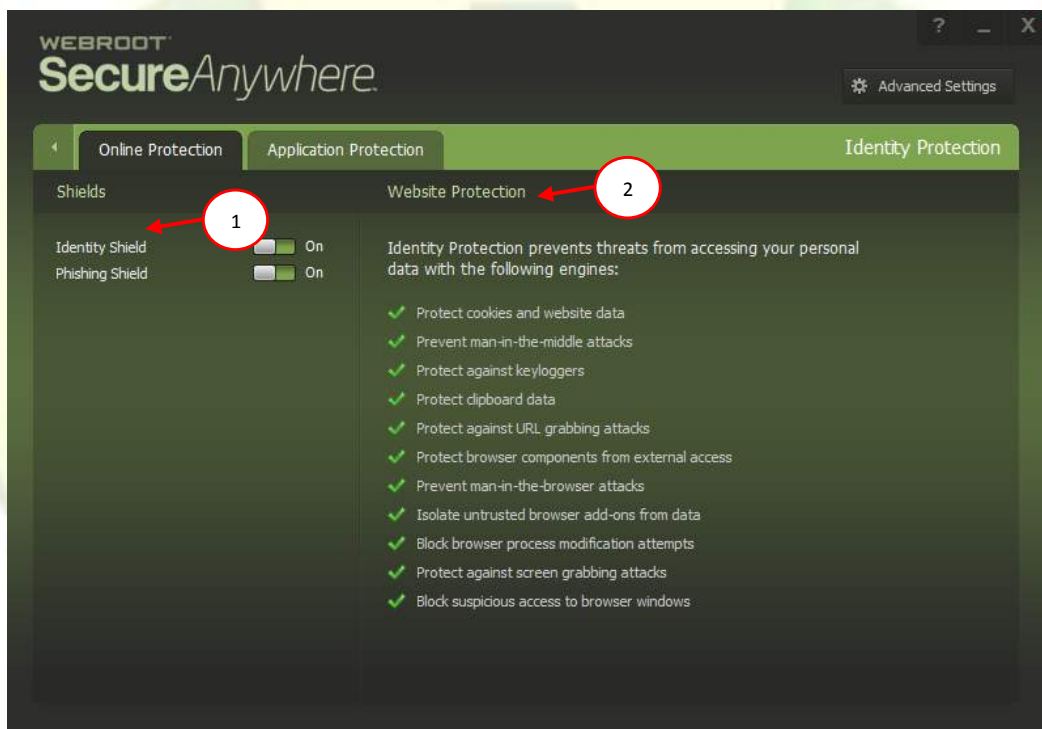 ? _ X
WEBROOT
SecureAnywhere.
Advanced Settings
Online Protection Application Protection Identity Protection
Shields Website Protection 2
1
Identity Shield On
Phishing Shield On
Identity Protection prevents threats from accessing your personal
data with the following engines:
Protect cookies and website data
Prevent man-in-the-middle attacks
Protect against keyloggers
Protect clipboard data
Protect against URL grabbing attacks
Protect browser components from external access
Prevent man-in-the-browser attacks
Isolate untrusted browser add-ons from data
Block browser process modification attempts
Protect against screen grabbing attacks
Block suspicious access to browser windows